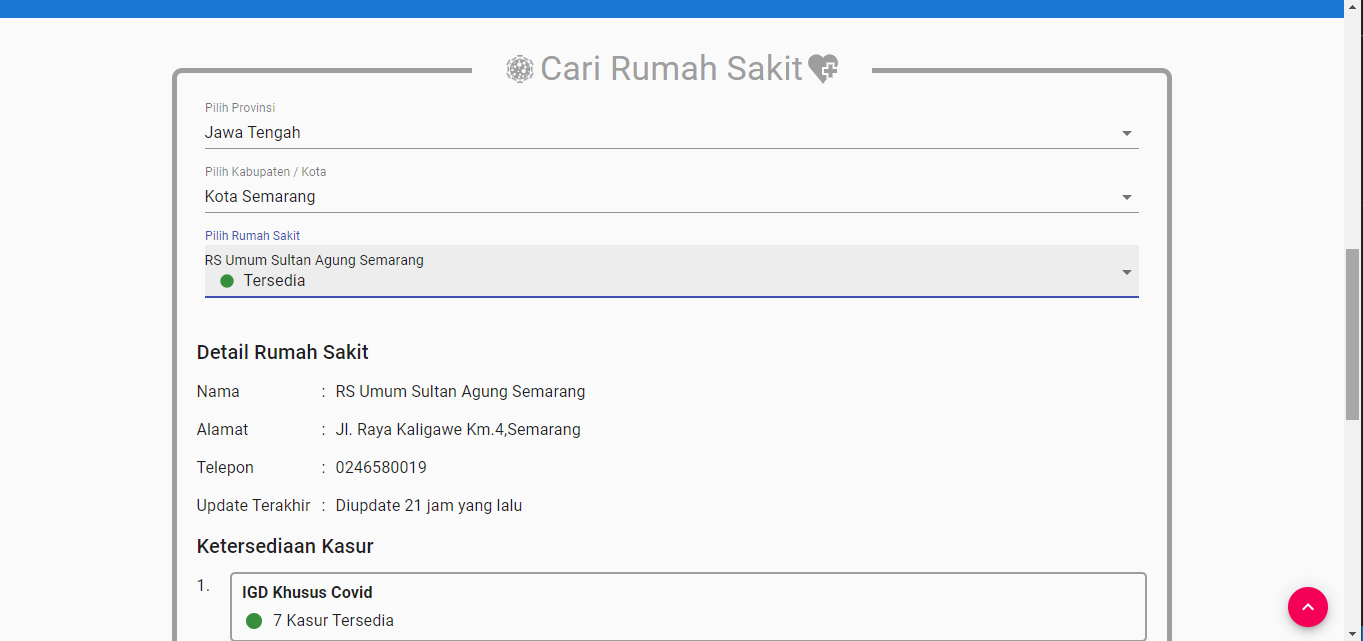 Cari Rumah Sakit
Pilih Provinsi
Jawa Tengah
Pilih Kabupaten / Kota
Kota Semarang
Pilih Rumah Sakit
RS Umum Sultan Agung Semarang
Tersedia
Detail Rumah Sakit
Nama : RS Umum Sultan Agung Semarang
Alamat : Jl. Raya Kaligawe Km.4,Semarang
Telepon : 0246580019
Update Terakhir : Diupdate 21 jam yang lalu
Ketersediaan Kasur
1. IGD Khusus Covid
7 Kasur Tersedia